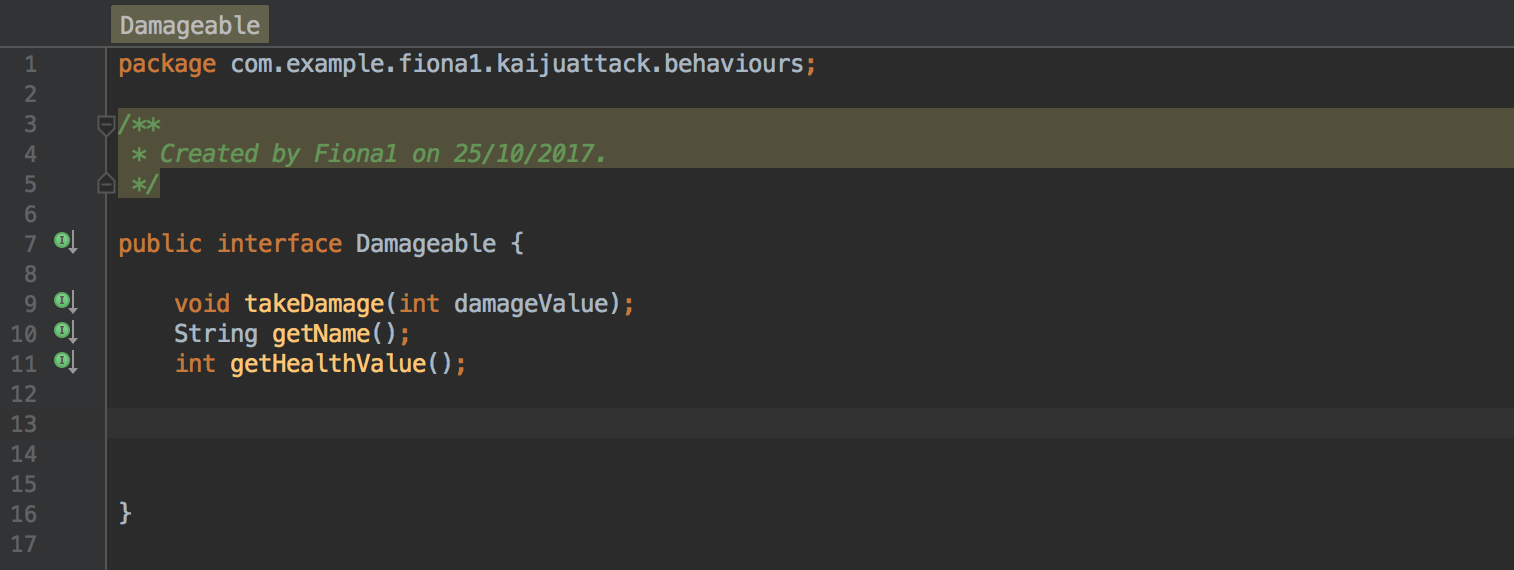 Damageable
1 package com.example.fiona1.kaijuattack.behaviours;
2
3 /**
4 * Created by Fiona1 on 25/10/2017.
5 */
6
7 public interface Damageable {
8
9 void takeDamage(int damageValue);
10 String getName();
11 int getHealthValue();
12
13
14
15
16 }
17